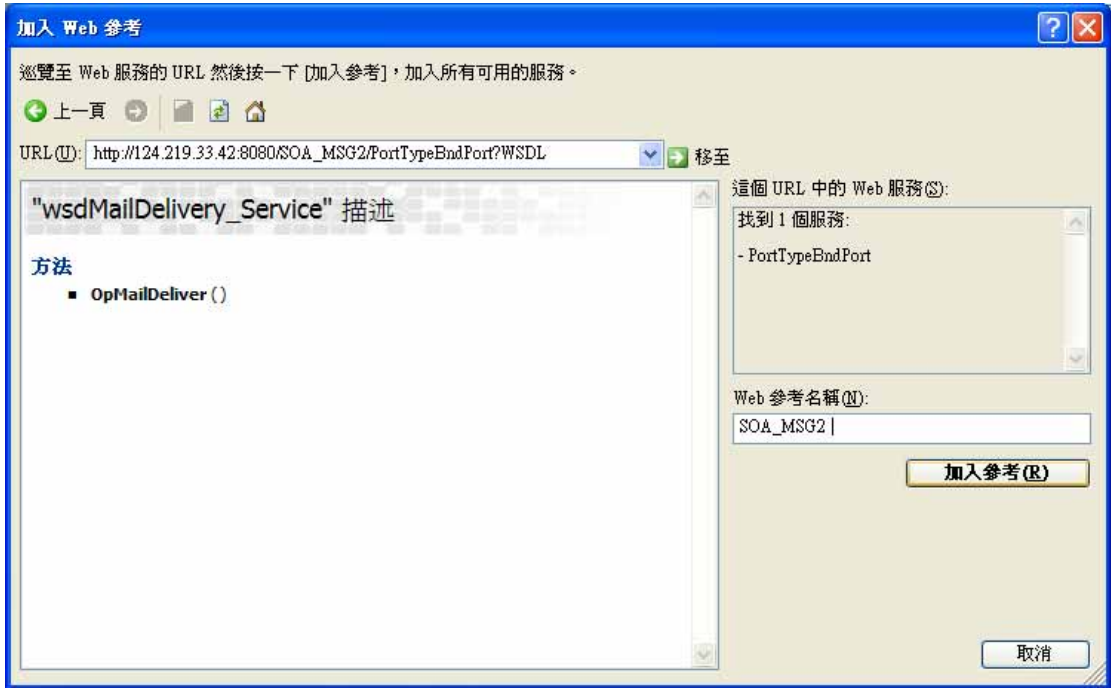 加入 Web 參考
巡覽至 Web 服務的 URL 然後按一下 [加入參考]，加入所有可用的服務。
上一頁
URL(U): http://124.219.33.42:8080/SOA_MSG2/PortTypeBndPort?WSDL 移至
"wsdMailDelivery_Service" 描述
方法
OpMailDeliver ()
這個 URL 中的 Web 服務(S):
找到 1 個服務:
- PortTypeBndPort
Web 參考名稱(N):
SOA_MSG2
加入參考(R)
取消